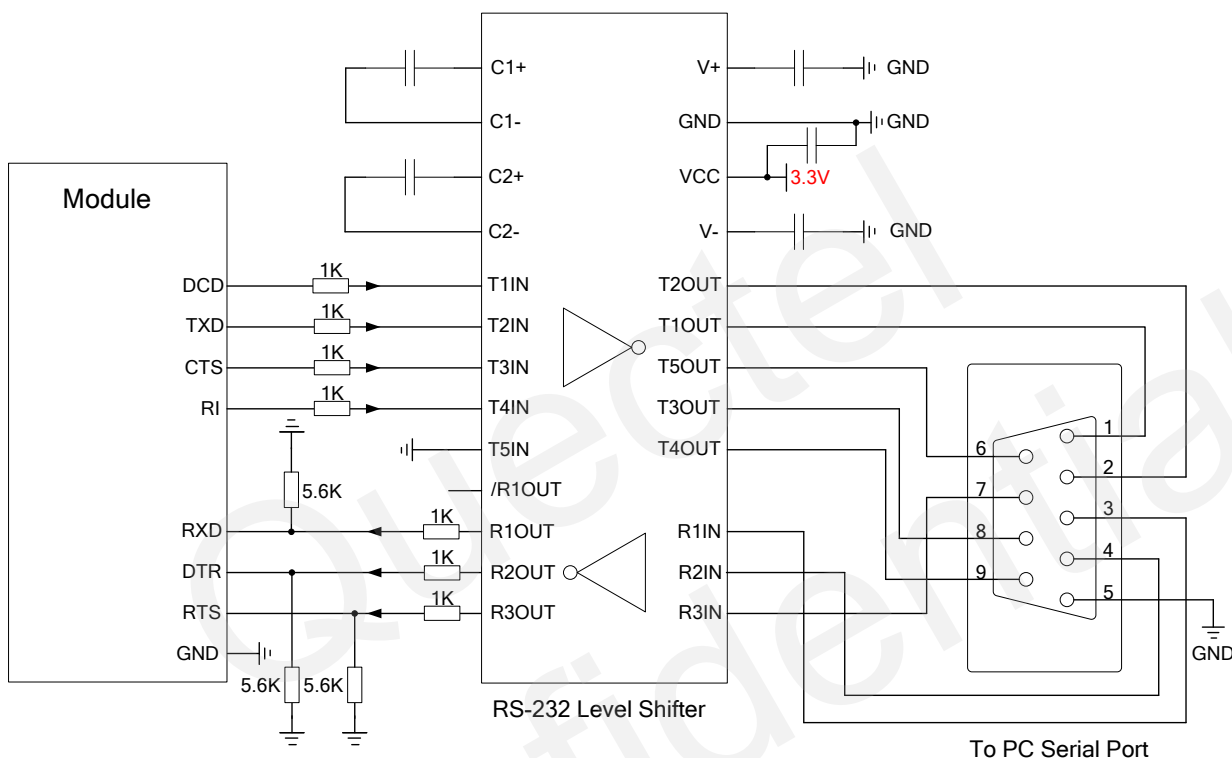 Module
DCD
TXD
CTS
RI
RXD
DTR
RTS
GND
1K
1K
1K
1K
5.6K
1K
1K
1K
5.6K
5.6K
C1+
C1-
C2+
C2-
T1IN
T2IN
T3IN
T4IN
T5IN
/R1OUT
R1OUT
R2OUT
R3OUT
V+
GND
VCC
V-
T2OUT
T1OUT
T5OUT
T3OUT
T4OUT
R1IN
R2IN
R3IN
GND
GND
3.3V
GND
RS-232 Level Shifter
1
6
2
7
3
8
4
9
5
GND
To PC Serial Port
Quectel